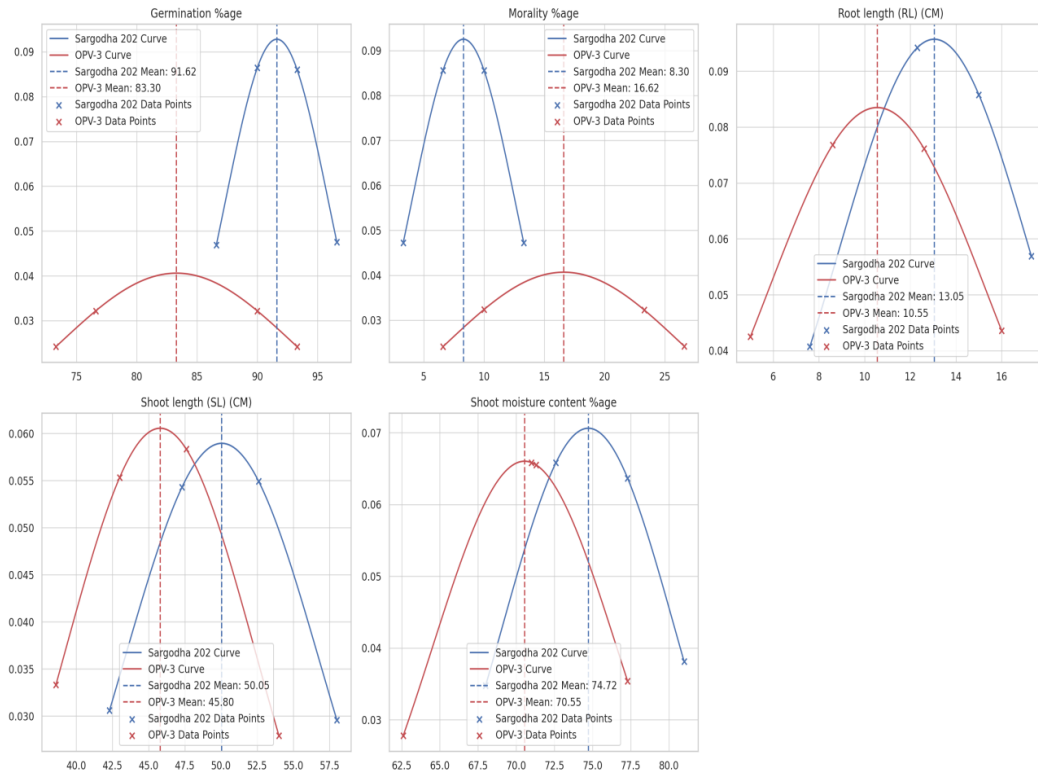 Germination %age
Sargodha 202 Curve
OPV-3 Curve
Sargodha 202 Mean: 91.62
OPV-3 Mean: 83.30
Sargodha 202 Data Points
OPV-3 Data Points
0.09
0.08
0.07
0.06
0.05
0.04
0.03
75
80
85
90
95
Morality %age
Sargodha 202 Curve
OPV-3 Curve
Sargodha 202 Mean: 8.30
OPV-3 Mean: 16.62
Sargodha 202 Data Points
OPV-3 Data Points
0.09
0.08
0.07
0.06
0.05
0.04
0.03
5
10
15
20
25
Root length (RL) (CM)
0.09
0.08
0.07
0.06
0.05
0.04
Sargodha 202 Curve
OPV-3 Curve
Sargodha 202 Mean: 13.05
OPV-3 Mean: 10.55
Sargodha 202 Data Points
OPV-3 Data Points
6
8
10
12
14
16
Shoot length (SL) (CM)
0.060
0.055
0.050
0.045
0.040
0.035
0.030
Sargodha 202 Curve
OPV-3 Curve
Sargodha 202 Mean: 50.05
OPV-3 Mean: 45.80
Sargodha 202 Data Points
OPV-3 Data Points
40.0
42.5
45.0
47.5
50.0
52.5
55.0
57.5
Shoot moisture content %age
0.07
0.06
0.05
0.04
0.03
Sargodha 202 Curve
OPV-3 Curve
Sargodha 202 Mean: 74.72
OPV-3 Mean: 70.55
Sargodha 202 Data Points
OPV-3 Data Points
62.5
65.0
67.5
70.0
72.5
75.0
77.5
80.0